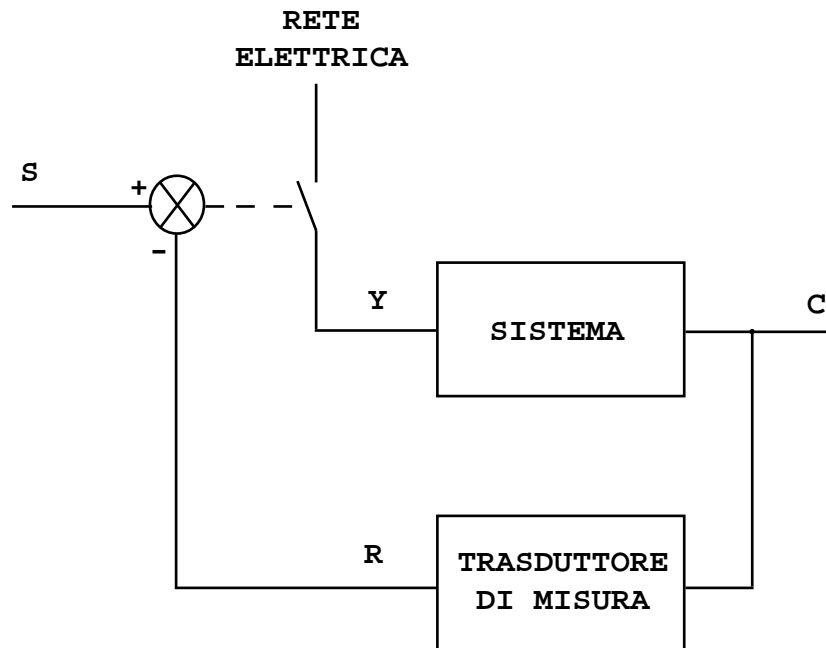 RETE
ELETTRICA
S
+
-
Y
SISTEMA
C
R
TRASDUTTORE
DI MISURA